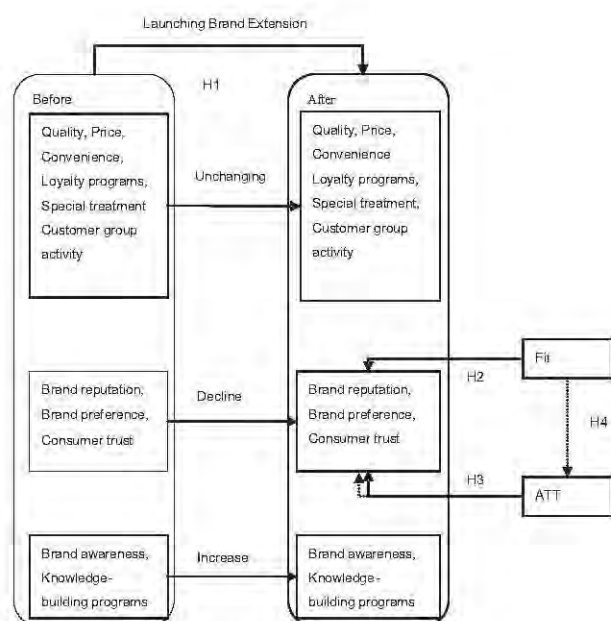 Launching Brand Extension
H1
Before
Quality, Price,
Convenience,
Loyalty programs,
Special treatment
Customer group
activity
Unchanging
After
Quality, Price,
Convenience
Loyalty programs,
Special treatment,
Customer group
activity
Brand reputation,
Brand preference,
Consumer trust
Decline
Brand reputation,
Brand preference,
Consumer trust
H2
Fit
H4
H3
ATT
Brand awareness,
Knowledge-
building programs
Increase
Brand awareness,
Knowledge-
building programs